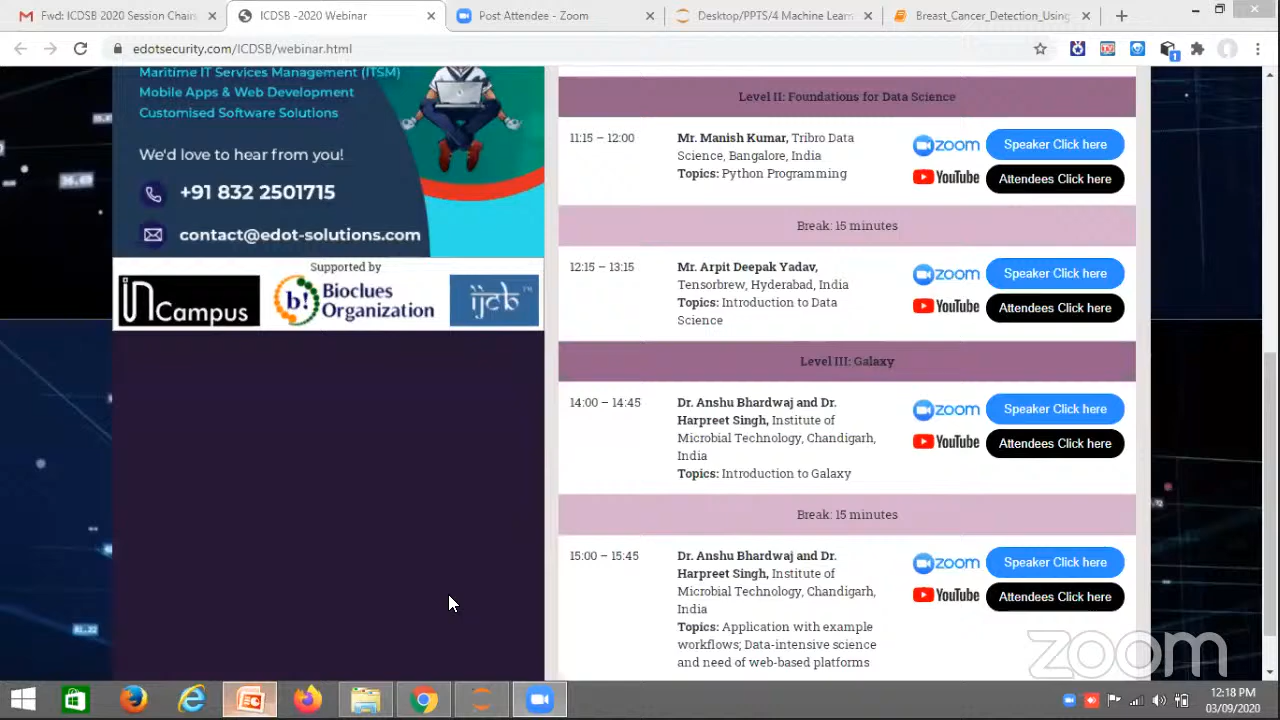 Fwd: ICDSB 2020 Session Chairs
ICDSB -2020 Webinar
Post Attendee - Zoom
Desktop/PPTS/4 Machine Learn
Breast_Cancer_Detection_Using
edotsecurity.com/ICDSB/webinar.html
Maritime IT Services Management (ITSM)
Mobile Apps & Web Development
Customised Software Solutions
We'd love to hear from you!
+91 832 2501715
contact@edot-solutions.com
Supported by
inCampus
b! Bioclues
Organization
ijcb™
Level II: Foundations for Data Science
11:15 – 12:00
Mr. Manish Kumar, Tribro Data
Science, Bangalore, India
Topics: Python Programming
zoom Speaker Click here
YouTube Attendees Click here
Break: 15 minutes
12:15 – 13:15
Mr. Arpit Deepak Yadav,
Tensorbrew, Hyderabad, India
Topics: Introduction to Data
Science
zoom Speaker Click here
YouTube Attendees Click here
Level III: Galaxy
14:00 – 14:45
Dr. Anshu Bhardwaj and Dr.
Harpreet Singh, Institute of
Microbial Technology, Chandigarh,
India
Topics: Introduction to Galaxy
zoom Speaker Click here
YouTube Attendees Click here
Break: 15 minutes
15:00 – 15:45
Dr. Anshu Bhardwaj and Dr.
Harpreet Singh, Institute of
Microbial Technology, Chandigarh,
India
Topics: Application with example
workflows; Data-intensive science
and need of web-based platforms
zoom Speaker Click here
YouTube Attendees Click here
zoom
12:18 PM
03/09/2020